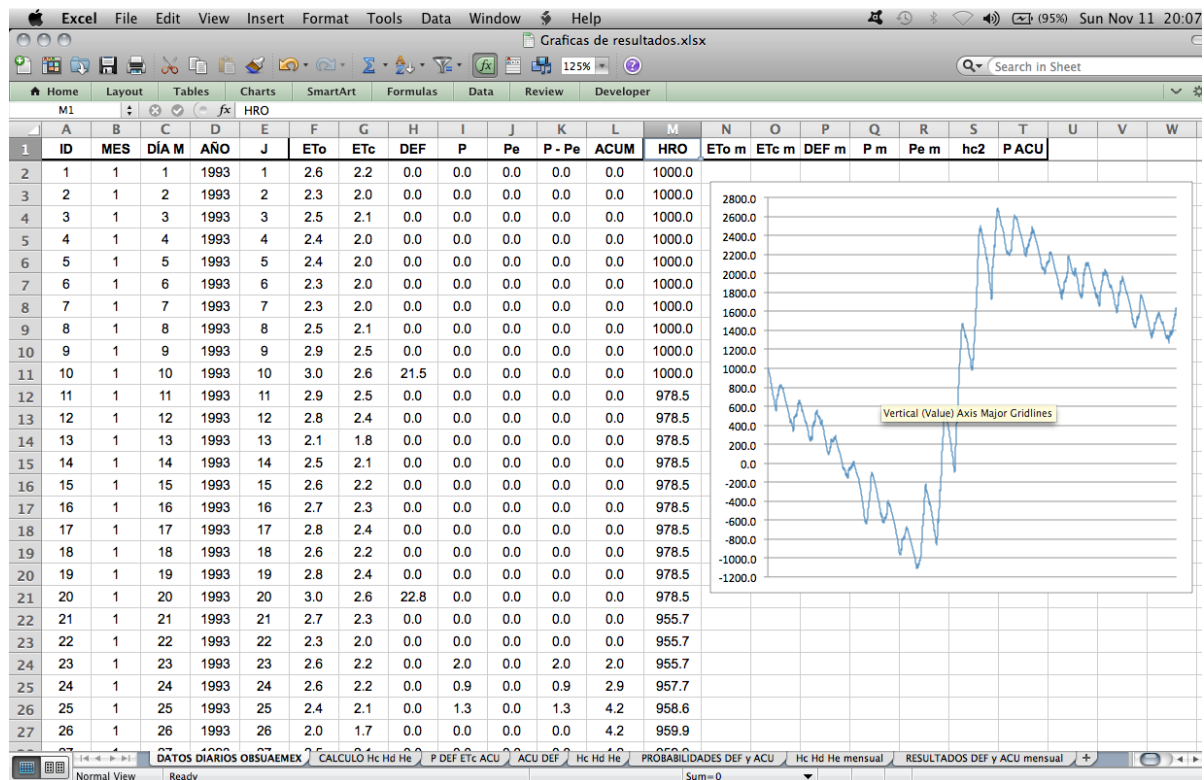 Excel File Edit View Insert Format Tools Data Window Help (95%) Sun Nov 11 20:07
Graficas de resultados.xlsx
fx 125% Search in Sheet
Home Layout Tables Charts SmartArt Formulas Data Review Developer
M1 fx HRO
A B C D E F G H I J K L M N O P Q R S T U V W
1 ID MES DÍA M AÑO J ETo ETc DEF P Pe P - Pe ACUM HRO ETo m ETc m DEF m P m Pe m hc2 P ACU
2 1 1 1 1993 1 2.6 2.2 0.0 0.0 0.0 0.0 0.0 1000.0
3 2 1 2 1993 2 2.3 2.0 0.0 0.0 0.0 0.0 0.0 1000.0
4 3 1 3 1993 3 2.5 2.1 0.0 0.0 0.0 0.0 0.0 1000.0
5 4 1 4 1993 4 2.4 2.0 0.0 0.0 0.0 0.0 0.0 1000.0
6 5 1 5 1993 5 2.4 2.0 0.0 0.0 0.0 0.0 0.0 1000.0
7 6 1 6 1993 6 2.3 2.0 0.0 0.0 0.0 0.0 0.0 1000.0
8 7 1 7 1993 7 2.3 2.0 0.0 0.0 0.0 0.0 0.0 1000.0
9 8 1 8 1993 8 2.5 2.1 0.0 0.0 0.0 0.0 0.0 1000.0
10 9 1 9 1993 9 2.9 2.5 0.0 0.0 0.0 0.0 0.0 1000.0
11 10 1 10 1993 10 3.0 2.6 21.5 0.0 0.0 0.0 0.0 1000.0
12 11 1 11 1993 11 2.9 2.5 0.0 0.0 0.0 0.0 0.0 978.5
13 12 1 12 1993 12 2.8 2.4 0.0 0.0 0.0 0.0 0.0 978.5
14 13 1 13 1993 13 2.1 1.8 0.0 0.0 0.0 0.0 0.0 978.5
15 14 1 14 1993 14 2.5 2.1 0.0 0.0 0.0 0.0 0.0 978.5
16 15 1 15 1993 15 2.6 2.2 0.0 0.0 0.0 0.0 0.0 978.5
17 16 1 16 1993 16 2.7 2.3 0.0 0.0 0.0 0.0 0.0 978.5
18 17 1 17 1993 17 2.8 2.4 0.0 0.0 0.0 0.0 0.0 978.5
19 18 1 18 1993 18 2.6 2.2 0.0 0.0 0.0 0.0 0.0 978.5
20 19 1 19 1993 19 2.8 2.4 0.0 0.0 0.0 0.0 0.0 978.5
21 20 1 20 1993 20 3.0 2.6 22.8 0.0 0.0 0.0 0.0 978.5
22 21 1 21 1993 21 2.7 2.3 0.0 0.0 0.0 0.0 0.0 955.7
23 22 1 22 1993 22 2.3 2.0 0.0 0.0 0.0 0.0 0.0 955.7
24 23 1 23 1993 23 2.6 2.2 0.0 2.0 0.0 2.0 2.0 955.7
25 24 1 24 1993 24 2.6 2.2 0.0 0.9 0.0 0.9 2.9 957.7
26 25 1 25 1993 25 2.4 2.1 0.0 1.3 0.0 1.3 4.2 958.6
27 26 1 26 1993 26 2.0 1.7 0.0 0.0 0.0 0.0 4.2 959.9
2800.0
2600.0
2400.0
2200.0
2000.0
1800.0
1600.0
1400.0
1200.0
1000.0
800.0
600.0
400.0
200.0
0.0
-200.0
-400.0
-600.0
-800.0
-1000.0
-1200.0
Vertical (Value) Axis Major Gridlines
DATOS DIARIOS OBSUAEMEX CALCULO Hc Hd He P DEF ETc ACU ACU DEF Hc Hd He PROBABILIDADES DEF y ACU Hc Hd He mensual RESULTADOS DEF y ACU mensual +
Normal View Ready Sum=0